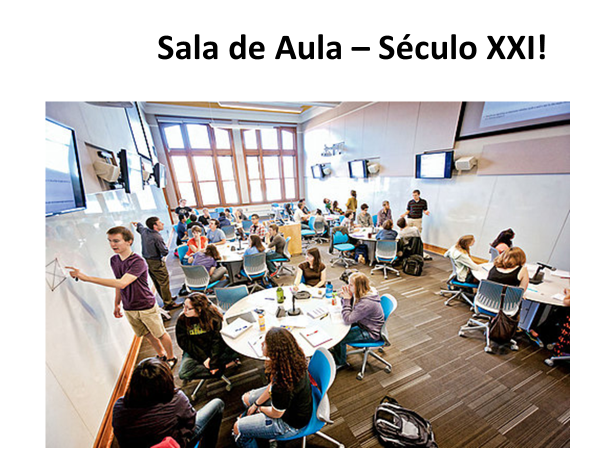 Sala de Aula – Século XXI!